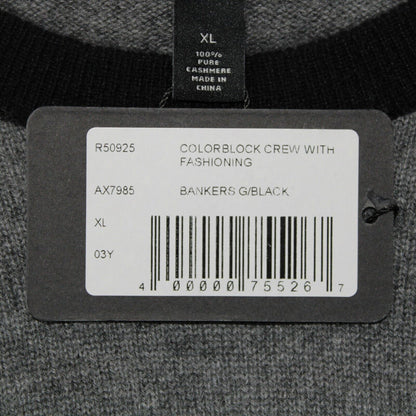 XL
100%
PURE
CASHMERE
MADE IN
CHINA
R50925 COLORBLOCK CREW WITH
FASHIONING
AX7985 BANKERS G/BLACK
XL
03Y
4 00000 75526 7